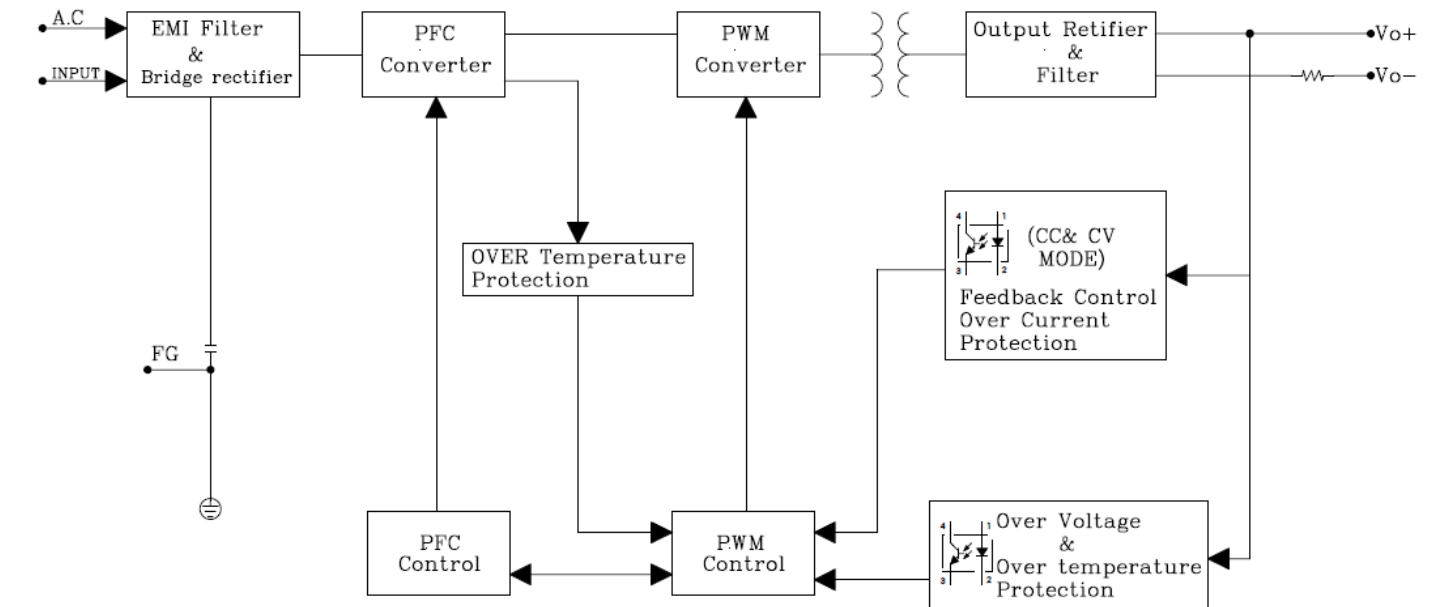 A.C
INPUT
EMI Filter
&
Bridge rectifier
PFC
Converter
PWM
Converter
Output Retifier
&
Filter
Vo+
Vo-
OVER Temperature
Protection
4 1
3 2
(CC& CV
MODE)
Feedback Control
Over Current
Protection
FG
PFC
Control
PWM
Control
4 1
3 2
Over Voltage
&
Over temperature
Protection